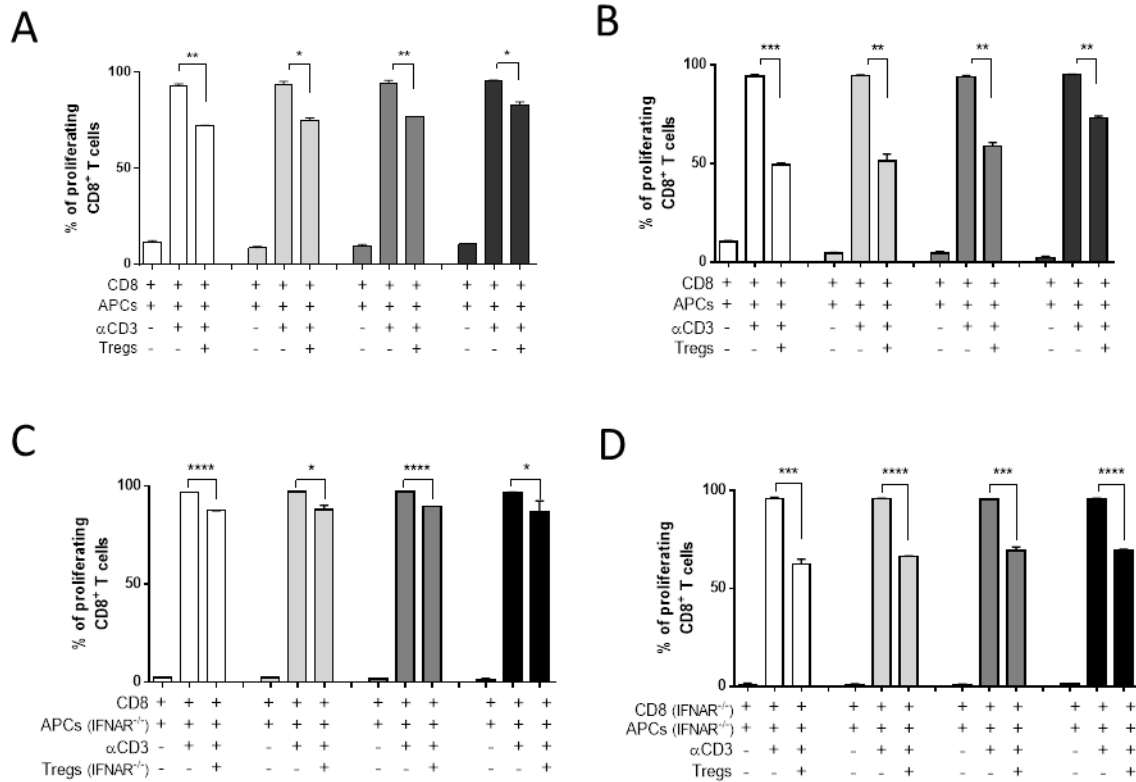 A
** * ** *
100
50
0
% of proliferating
CD8⁺ T cells
CD8 + + + + + + + + + + + +
APCs + + + + + + + + + + + +
αCD3 - + + - + + - + + - + +
Tregs - - + - - + - - + - - +
B
*** ** ** **
100
50
0
% of proliferating
CD8⁺ T cells
CD8 + + + + + + + + + + + +
APCs + + + + + + + + + + + +
αCD3 - + + - + + - + + - + +
Tregs - - + - - + - - + - - +
C
**** * **** *
100
50
0
% of proliferating
CD8⁺ T cells
CD8 + + + + + + + + + + + +
APCs (IFNAR⁻/⁻) + + + + + + + + + + + +
αCD3 - + + - + + - + + - + +
Tregs (IFNAR⁻/⁻) - - + - - + - - + - - +
D
*** **** *** ****
100
50
0
% of proliferating
CD8⁺ T cells
CD8 (IFNAR⁻/⁻) + + + + + + + + + + + +
APCs (IFNAR⁻/⁻) + + + + + + + + + + + +
αCD3 - + + - + + - + + - + +
Tregs - - + - - + - - + - - +